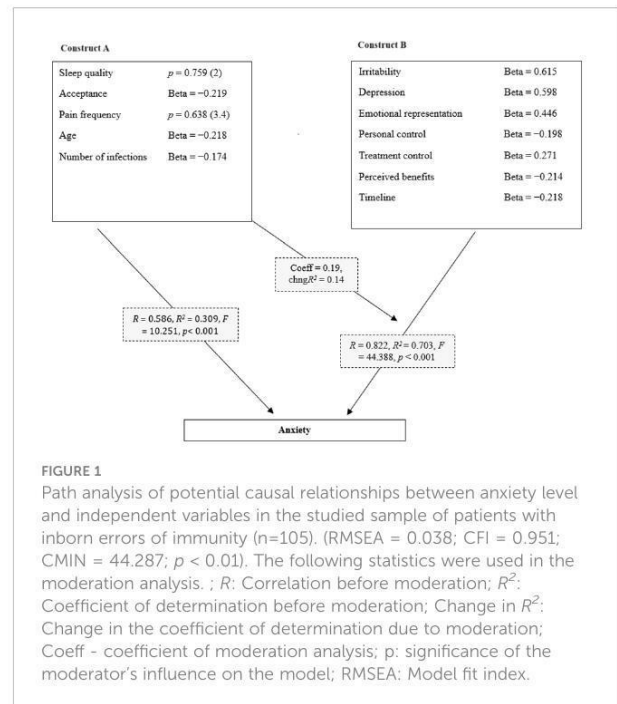 Construct A
Sleep quality p = 0.759 (2)
Acceptance Beta = −0.219
Pain frequency p = 0.638 (3.4)
Age Beta = −0.218
Number of infections Beta = −0.174
Construct B
Irritability Beta = 0.615
Depression Beta = 0.598
Emotional representation Beta = 0.446
Personal control Beta = −0.198
Treatment control Beta = 0.271
Perceived benefits Beta = −0.214
Timeline Beta = −0.218
Coeff = 0.19,
chngR² = 0.14
R = 0.586, R² = 0.309, F
= 10.251, p< 0.001
R = 0.822, R²= 0.703, F
= 44.388, p < 0.001
Anxiety
FIGURE 1
Path analysis of potential causal relationships between anxiety level
and independent variables in the studied sample of patients with
inborn errors of immunity (n=105). (RMSEA = 0.038; CFI = 0.951;
CMIN = 44.287; p < 0.01). The following statistics were used in the
moderation analysis. ; R: Correlation before moderation; R²:
Coefficient of determination before moderation; Change in R²:
Change in the coefficient of determination due to moderation;
Coeff - coefficient of moderation analysis; p: significance of the
moderator’s influence on the model; RMSEA: Model fit index.